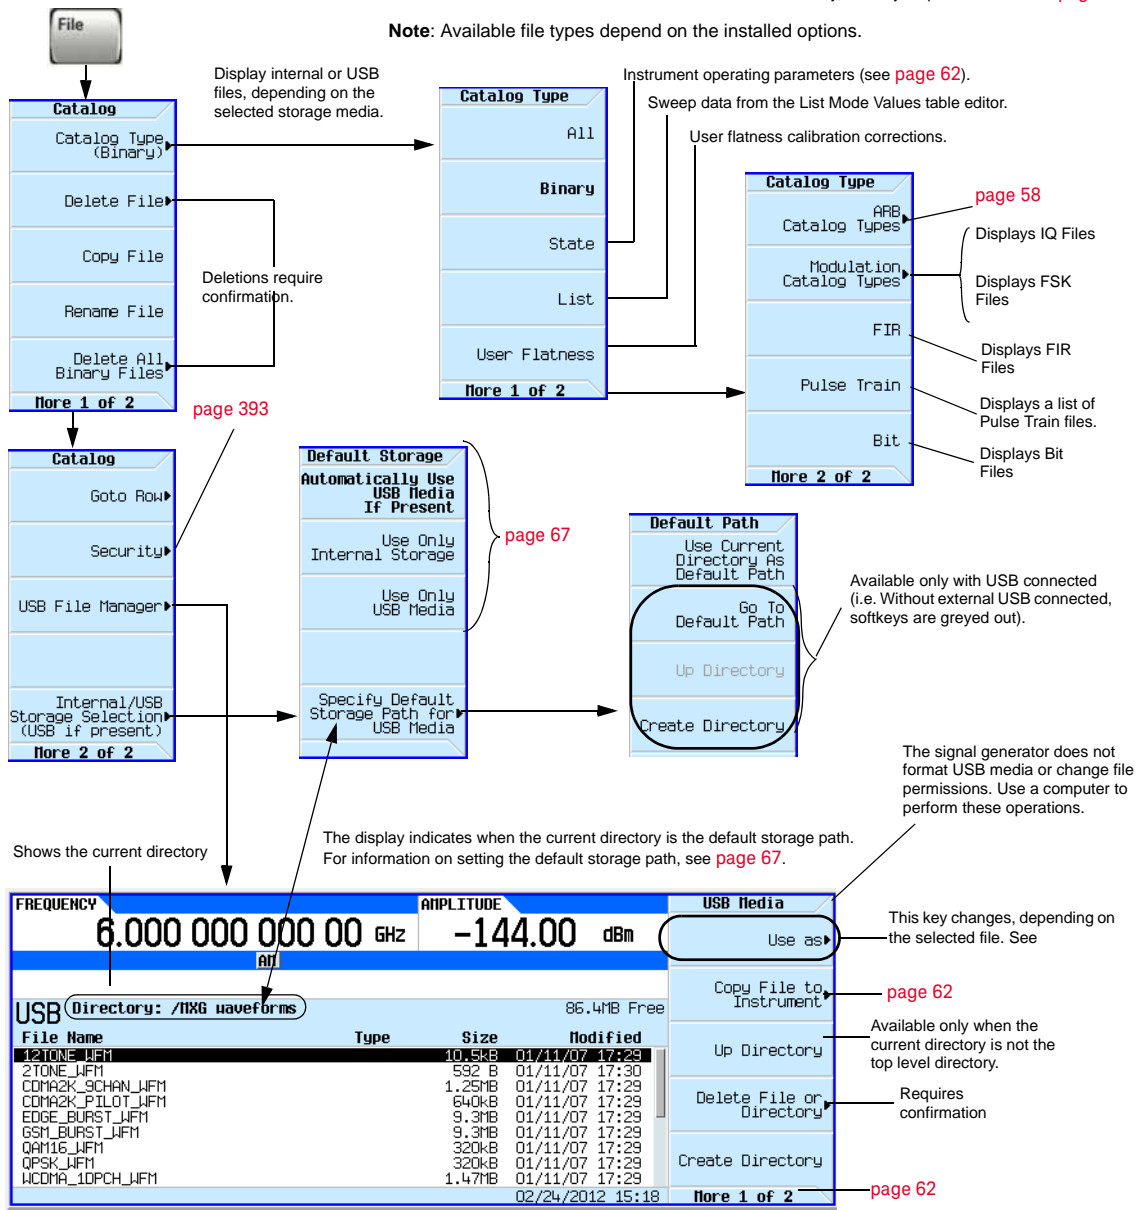 File
Note: Available file types depend on the installed options.
Display internal or USB
files, depending on the
selected storage media.
Catalog
Catalog Type
(Binary)
Delete File
Copy File
Rename File
Delete All
Binary Files
More 1 of 2
Deletions require
confirmation.
Catalog Type
All
Binary
State
List
User Flatness
More 1 of 2
Instrument operating parameters (see page 62).
Sweep data from the List Mode Values table editor.
User flatness calibration corrections.
Catalog Type
ARB
Catalog Types
Modulation
Catalog Types
FIR
Pulse Train
Bit
More 2 of 2
page 58
Displays IQ Files
Displays FSK
Files
Displays FIR
Files
Displays a list of
Pulse Train files.
Displays Bit
Files
page 393
Catalog
Goto Row
Security
USB File Manager
Internal/USB
Storage Selection
(USB if present)
More 2 of 2
Default Storage
Automatically Use
USB Media
If Present
Use Only
Internal Storage
Use Only
USB Media
Specify Default
Storage Path for
USB Media
page 67
Default Path
Use Current
Directory As
Default Path
Go To
Default Path
Up Directory
Create Directory
Available only with USB connected
(i.e. Without external USB connected,
softkeys are greyed out).
The signal generator does not
format USB media or change file
permissions. Use a computer to
perform these operations.
Shows the current directory
The display indicates when the current directory is the default storage path.
For information on setting the default storage path, see page 67.
FREQUENCY
6.000 000 000 00 GHz
AMPLITUDE
-144.00 dBm
AM
USB Directory: /MXG waveforms 86.4MB Free
File Name Type Size Modified
12TONE_WFM 10.5kB 01/11/07 17:29
2TONE_WFM 592 B 01/11/07 17:30
CDMA2K_9CHAN_WFM 1.25MB 01/11/07 17:29
CDMA2K_PILOT_WFM 640kB 01/11/07 17:29
EDGE_BURST_WFM 9.3MB 01/11/07 17:29
GSM_BURST_WFM 9.3MB 01/11/07 17:29
QAM16_WFM 320kB 01/11/07 17:29
QPSK_WFM 320kB 01/11/07 17:29
WCDMA_1DPCH_WFM 1.47MB 01/11/07 17:29
02/24/2012 15:18
USB Media
Use as
Copy File to
Instrument
Up Directory
Delete File or
Directory
Create Directory
More 1 of 2
This key changes, depending on
the selected file. See
page 62
Available only when the
current directory is not the
top level directory.
Requires
confirmation
page 62